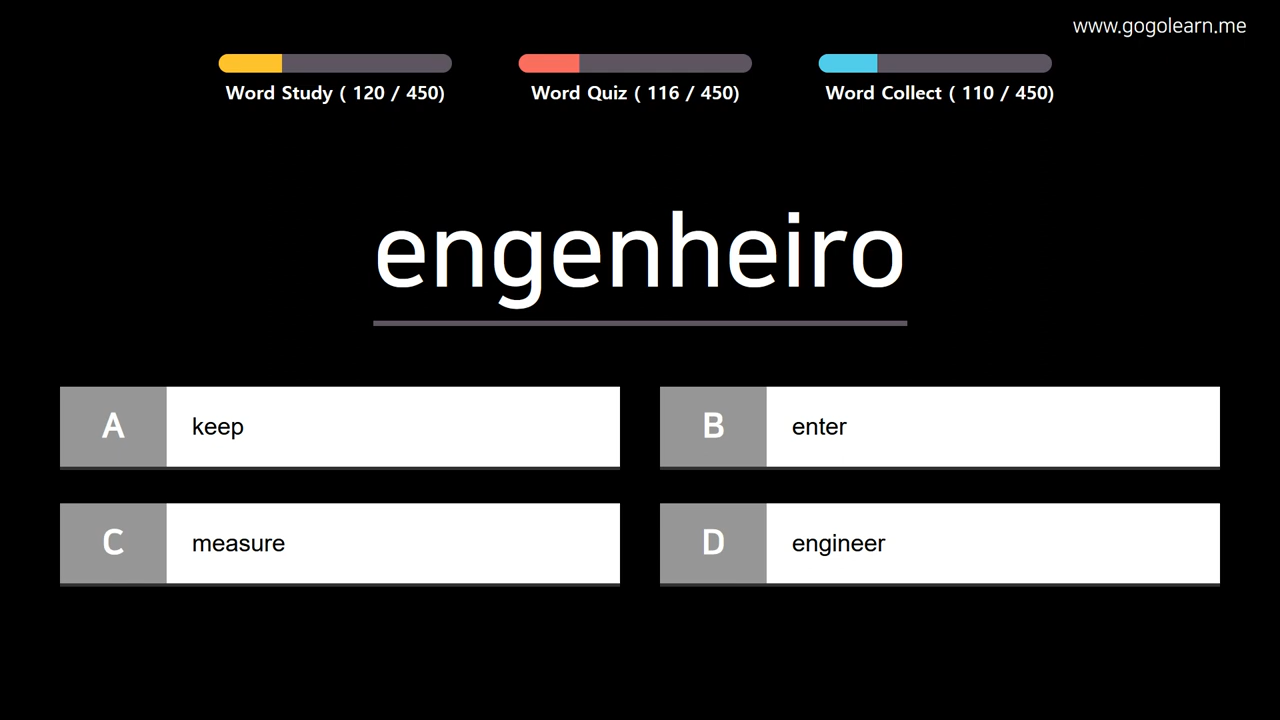 www.gogolearn.me
Word Study ( 120 / 450)
Word Quiz ( 116 / 450)
Word Collect ( 110 / 450)
engenheiro
A keep
B enter
C measure
D engineer